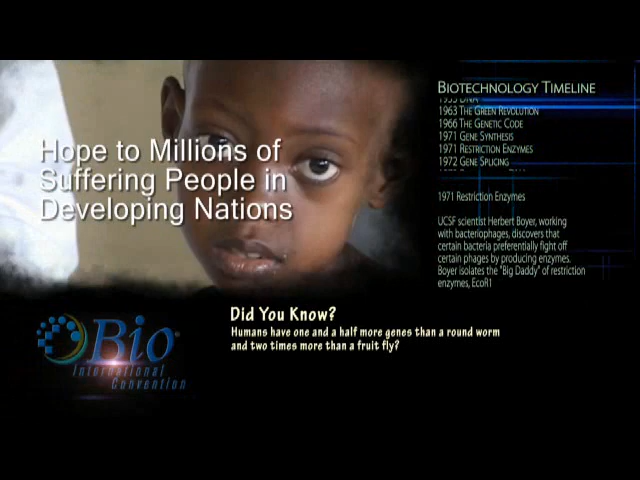 Hope to Millions of
Suffering People in
Developing Nations
BIOTECHNOLOGY TIMELINE
1953 DNA
1963 THE GREEN REVOLUTION
1966 THE GENETIC CODE
1971 GENE SYNTHESIS
1971 RESTRICTION ENZYMES
1972 GENE SPLICING
1971 Restriction Enzymes
UCSF scientist Herbert Boyer, working
with bacteriophages, discovers that
certain bacteria preferentially fight off
certain phages by producing enzymes.
Boyer isolates the "Big Daddy" of restriction
enzymes, EcoR1
Did You Know?
Humans have one and a half more genes than a round worm
and two times more than a fruit fly?
Bio
International
Convention